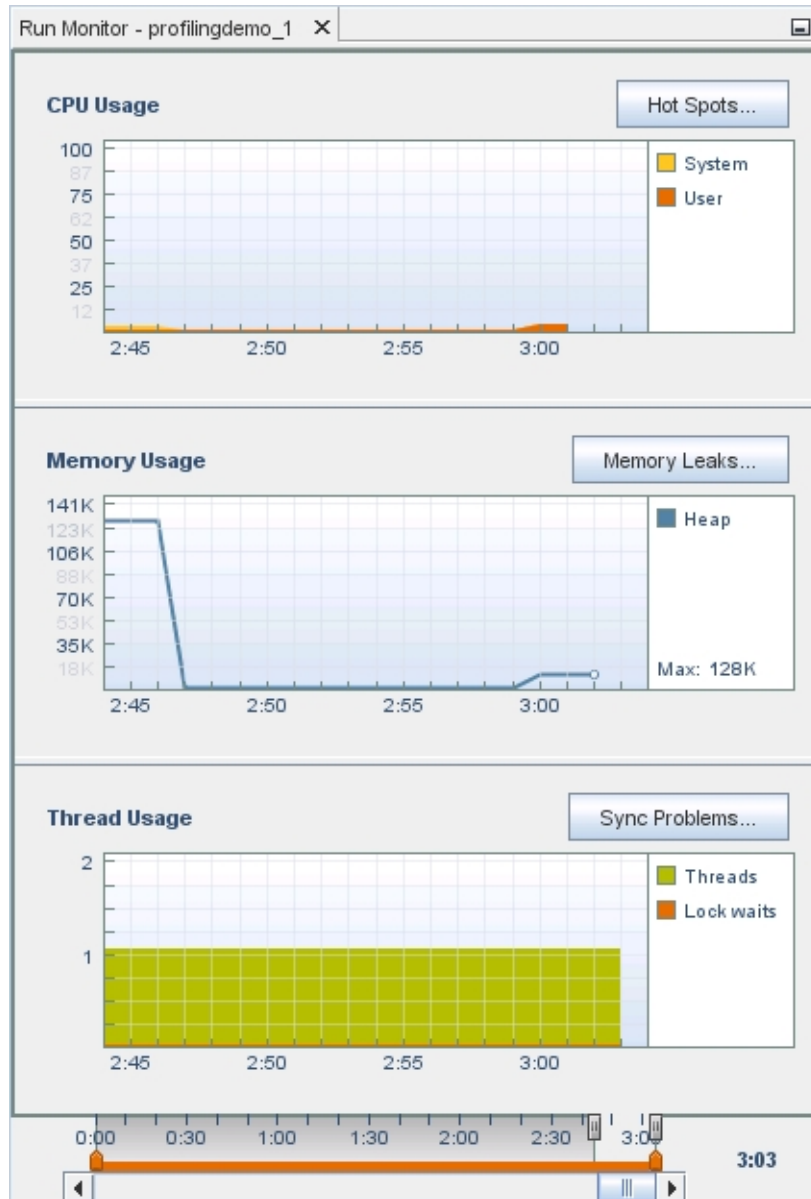 Run Monitor - profilingdemo_1
CPU Usage
Hot Spots...
100
87
75
62
50
37
25
12
System
User
2:45 2:50 2:55 3:00
Memory Usage
Memory Leaks...
141K
123K
106K
88K
70K
53K
35K
18K
Heap
Max: 128K
2:45 2:50 2:55 3:00
Thread Usage
Sync Problems...
2
1
Threads
Lock waits
2:45 2:50 2:55 3:00
0:00 0:30 1:00 1:30 2:00 2:30
3:03